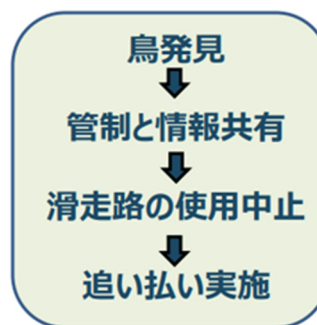 鳥発見
管制と情報共有
滑走路の使用中止
追い払い実施